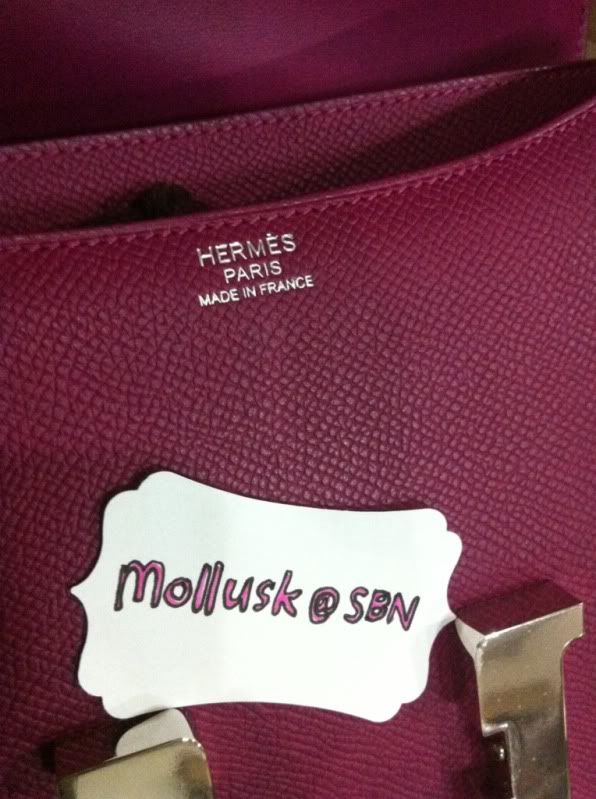 HERMÈS
PARIS
MADE IN FRANCE
mollusk @ SBN